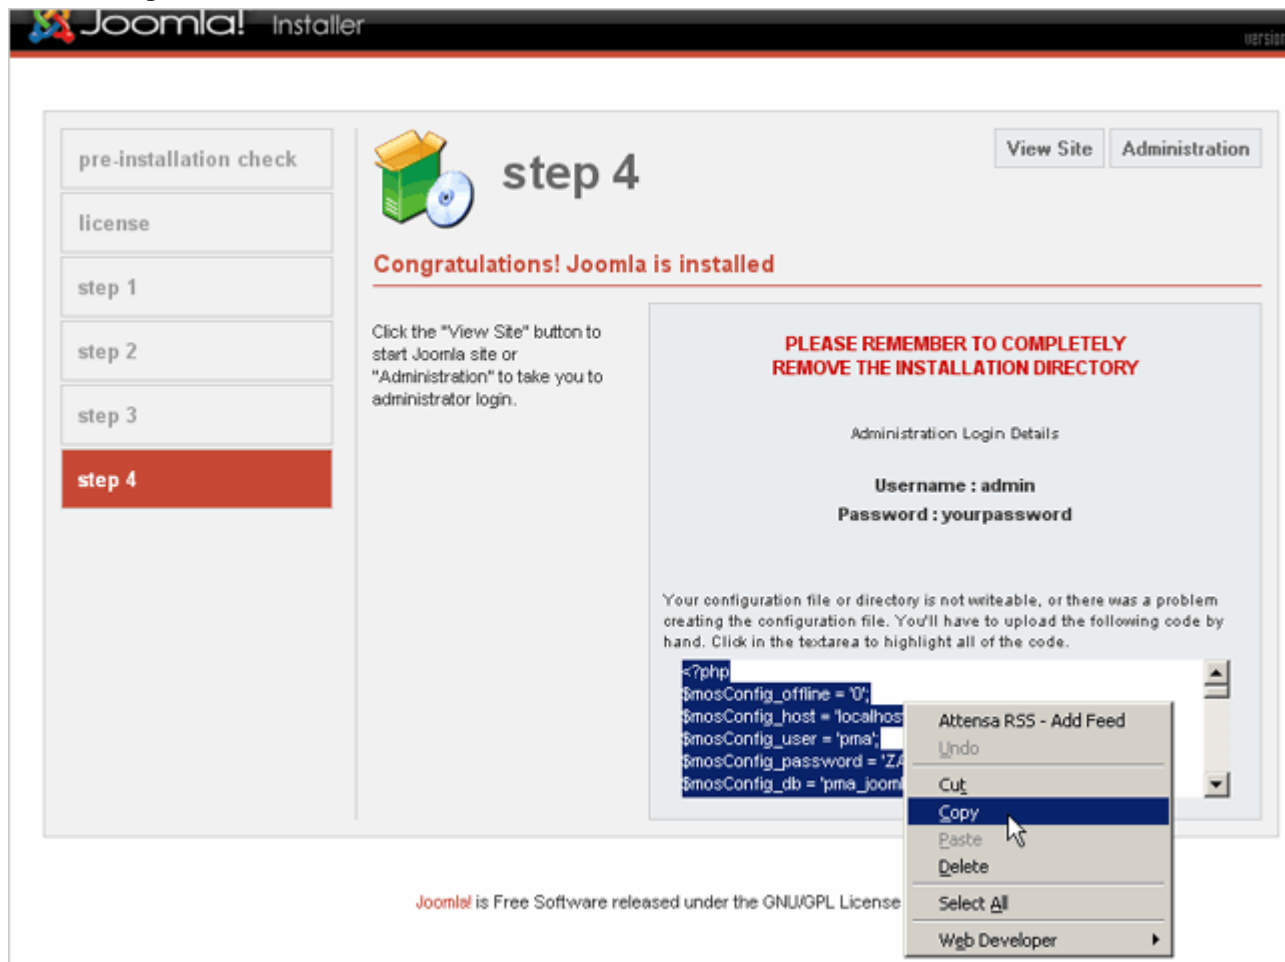 Joomla! Installer
version
pre-installation check
license
step 1
step 2
step 3
step 4
step 4
View Site
Administration
Congratulations! Joomla is installed
Click the "View Site" button to
start Joomla site or
"Administration" to take you to
administrator login.
PLEASE REMEMBER TO COMPLETELY
REMOVE THE INSTALLATION DIRECTORY
Administration Login Details
Username : admin
Password : yourpassword
Your configuration file or directory is not writeable, or there was a problem
creating the configuration file. You'll have to upload the following code by
hand. Click in the textarea to highlight all of the code.
<?php
$mosConfig_offline = '0';
$mosConfig_host = 'localhos
$mosConfig_user = 'pma';
$mosConfig_password = 'ZA
$mosConfig_db = 'pma_jooml
Attensa RSS - Add Feed
Undo
Cut
Copy
Paste
Delete
Select All
Web Developer
Joomla! is Free Software released under the GNU/GPL License